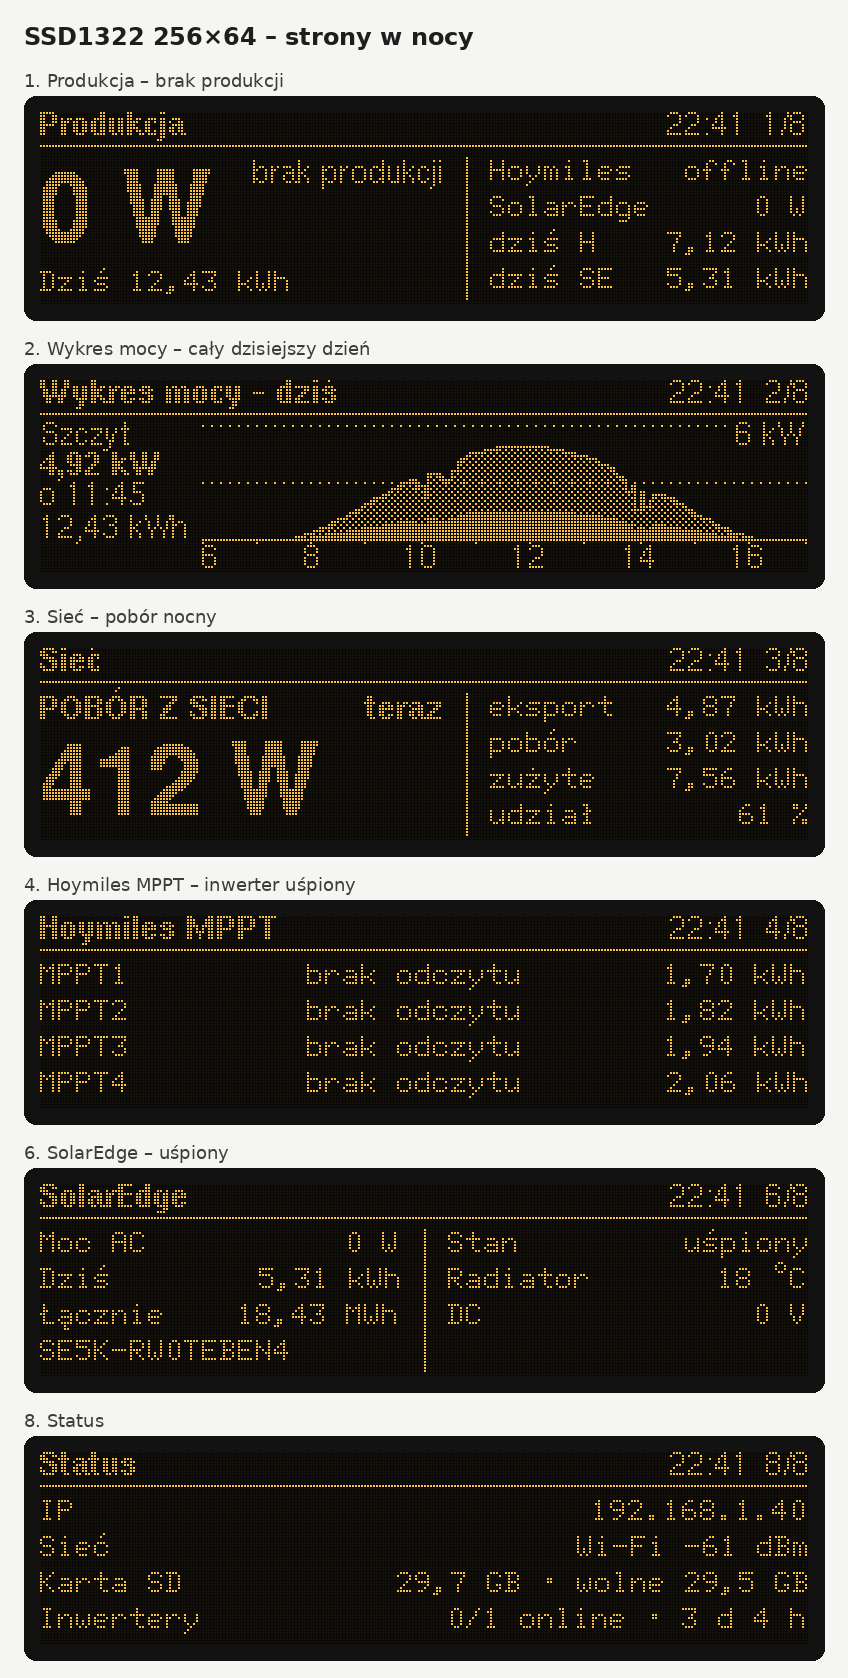 SSD1322 256×64 – strony w nocy
1. Produkcja – brak produkcji
Produkcja 22:41 1/8
0 W brak produkcji
Dziś 12,43 kWh
Hoymiles offline
SolarEdge 0 W
dziś H 7,12 kWh
dziś SE 5,31 kWh
2. Wykres mocy – cały dzisiejszy dzień
Wykres mocy - dziś 22:41 2/8
Szczyt
4,92 kW
o 11:45
12,43 kWh
6 kW
6 8 10 12 14 16
3. Sieć – pobór nocny
Sieć 22:41 3/8
POBÓR Z SIECI teraz
412 W
eksport 4,87 kWh
pobór 3,02 kWh
zużyte 7,56 kWh
udział 61 %
4. Hoymiles MPPT – inwerter uśpiony
Hoymiles MPPT 22:41 4/8
MPPT1 brak odczytu 1,70 kWh
MPPT2 brak odczytu 1,82 kWh
MPPT3 brak odczytu 1,94 kWh
MPPT4 brak odczytu 2,06 kWh
6. SolarEdge – uśpiony
SolarEdge 22:41 6/8
Moc AC 0 W
Dziś 5,31 kWh
Łącznie 18,43 MWh
SE5K-RW0TEBEN4
Stan uśpiony
Radiator 18 °C
DC 0 V
8. Status
Status 22:41 8/8
IP 192.168.1.40
Sieć Wi-Fi -61 dBm
Karta SD 29,7 GB · wolne 29,5 GB
Inwertery 0/1 online · 3 d 4 h